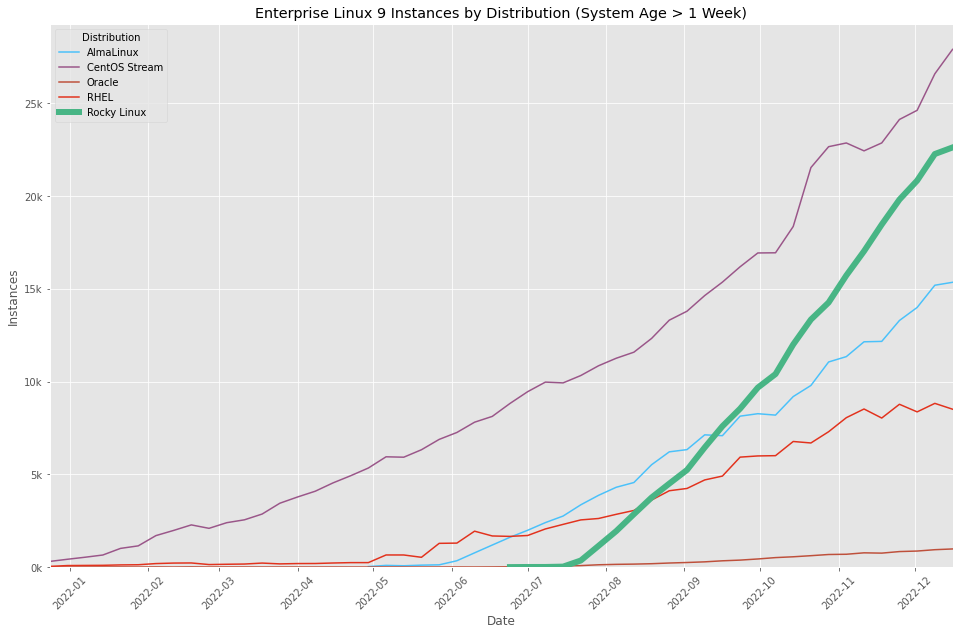 Enterprise Linux 9 Instances by Distribution (System Age > 1 Week)
Distribution
AlmaLinux
CentOS Stream
Oracle
RHEL
Rocky Linux
25k
20k
15k
10k
5k
0k
Instances
2022-01
2022-02
2022-03
2022-04
2022-05
2022-06
2022-07
2022-08
2022-09
2022-10
2022-11
2022-12
Date